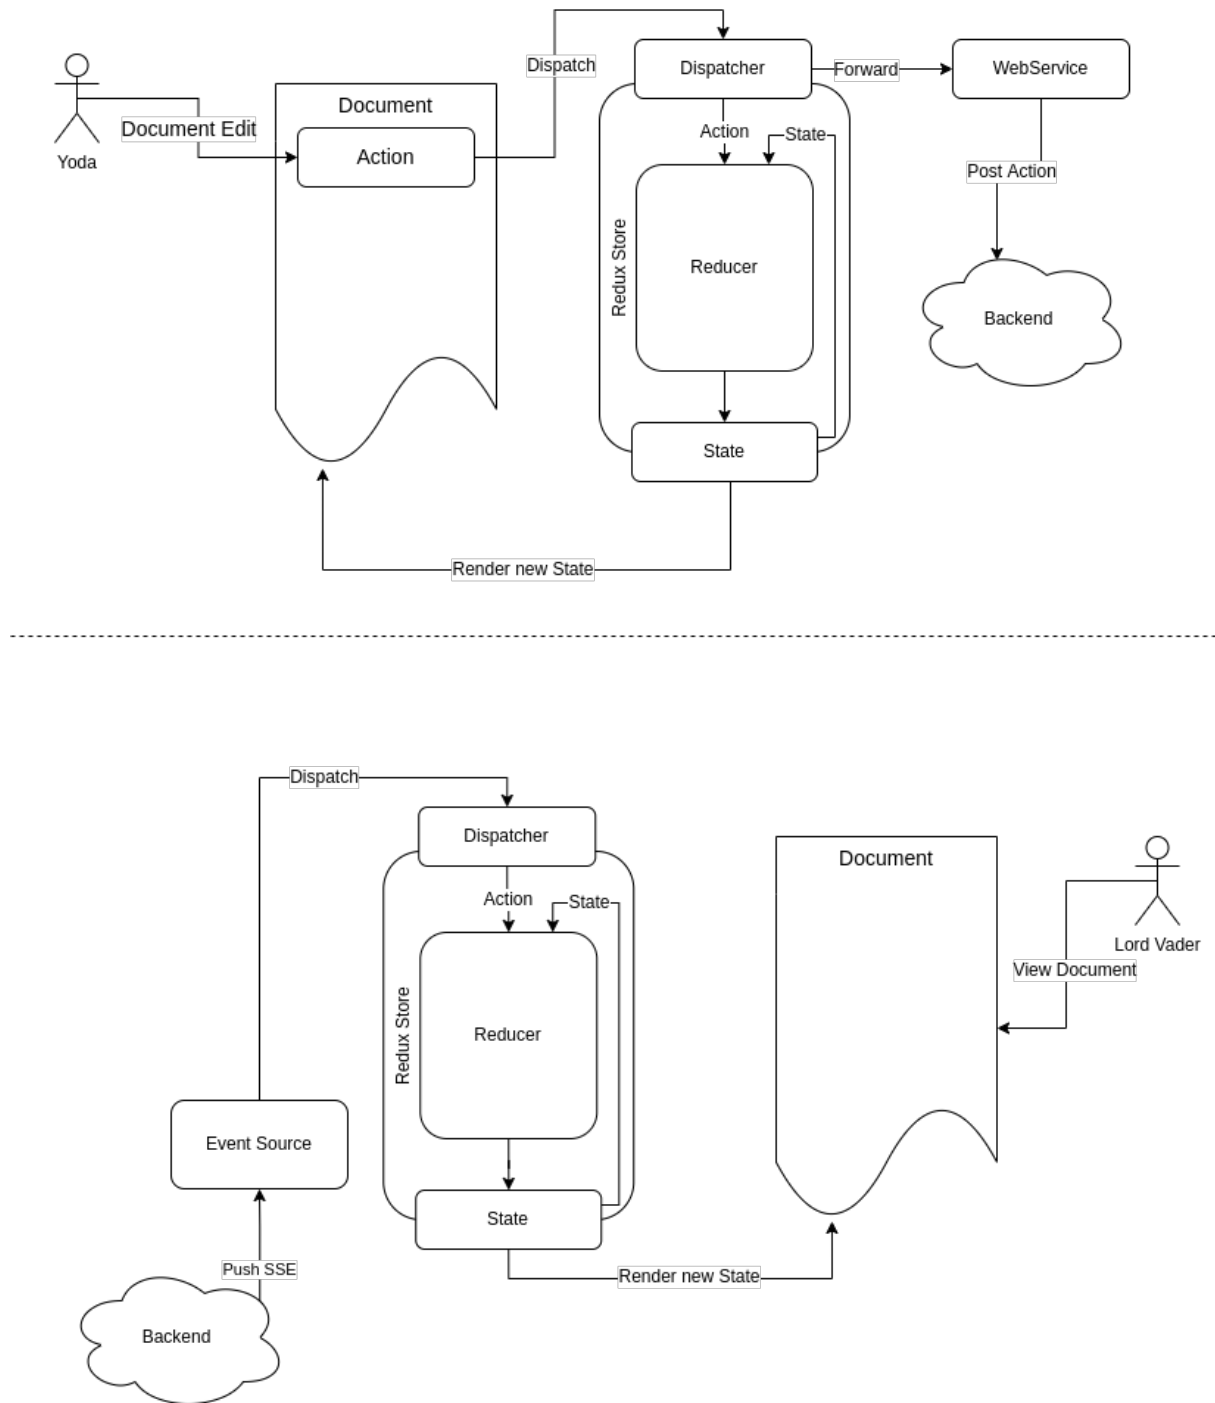 Dispatch
Dispatcher
Forward
WebService
Document
Document Edit
Action
Yoda
Action
State
Post Action
Redux Store
Reducer
Backend
State
Render new State
Dispatch
Dispatcher
Document
Action
State
Lord Vader
View Document
Redux Store
Reducer
Event Source
State
Push SSE
Render new State
Backend